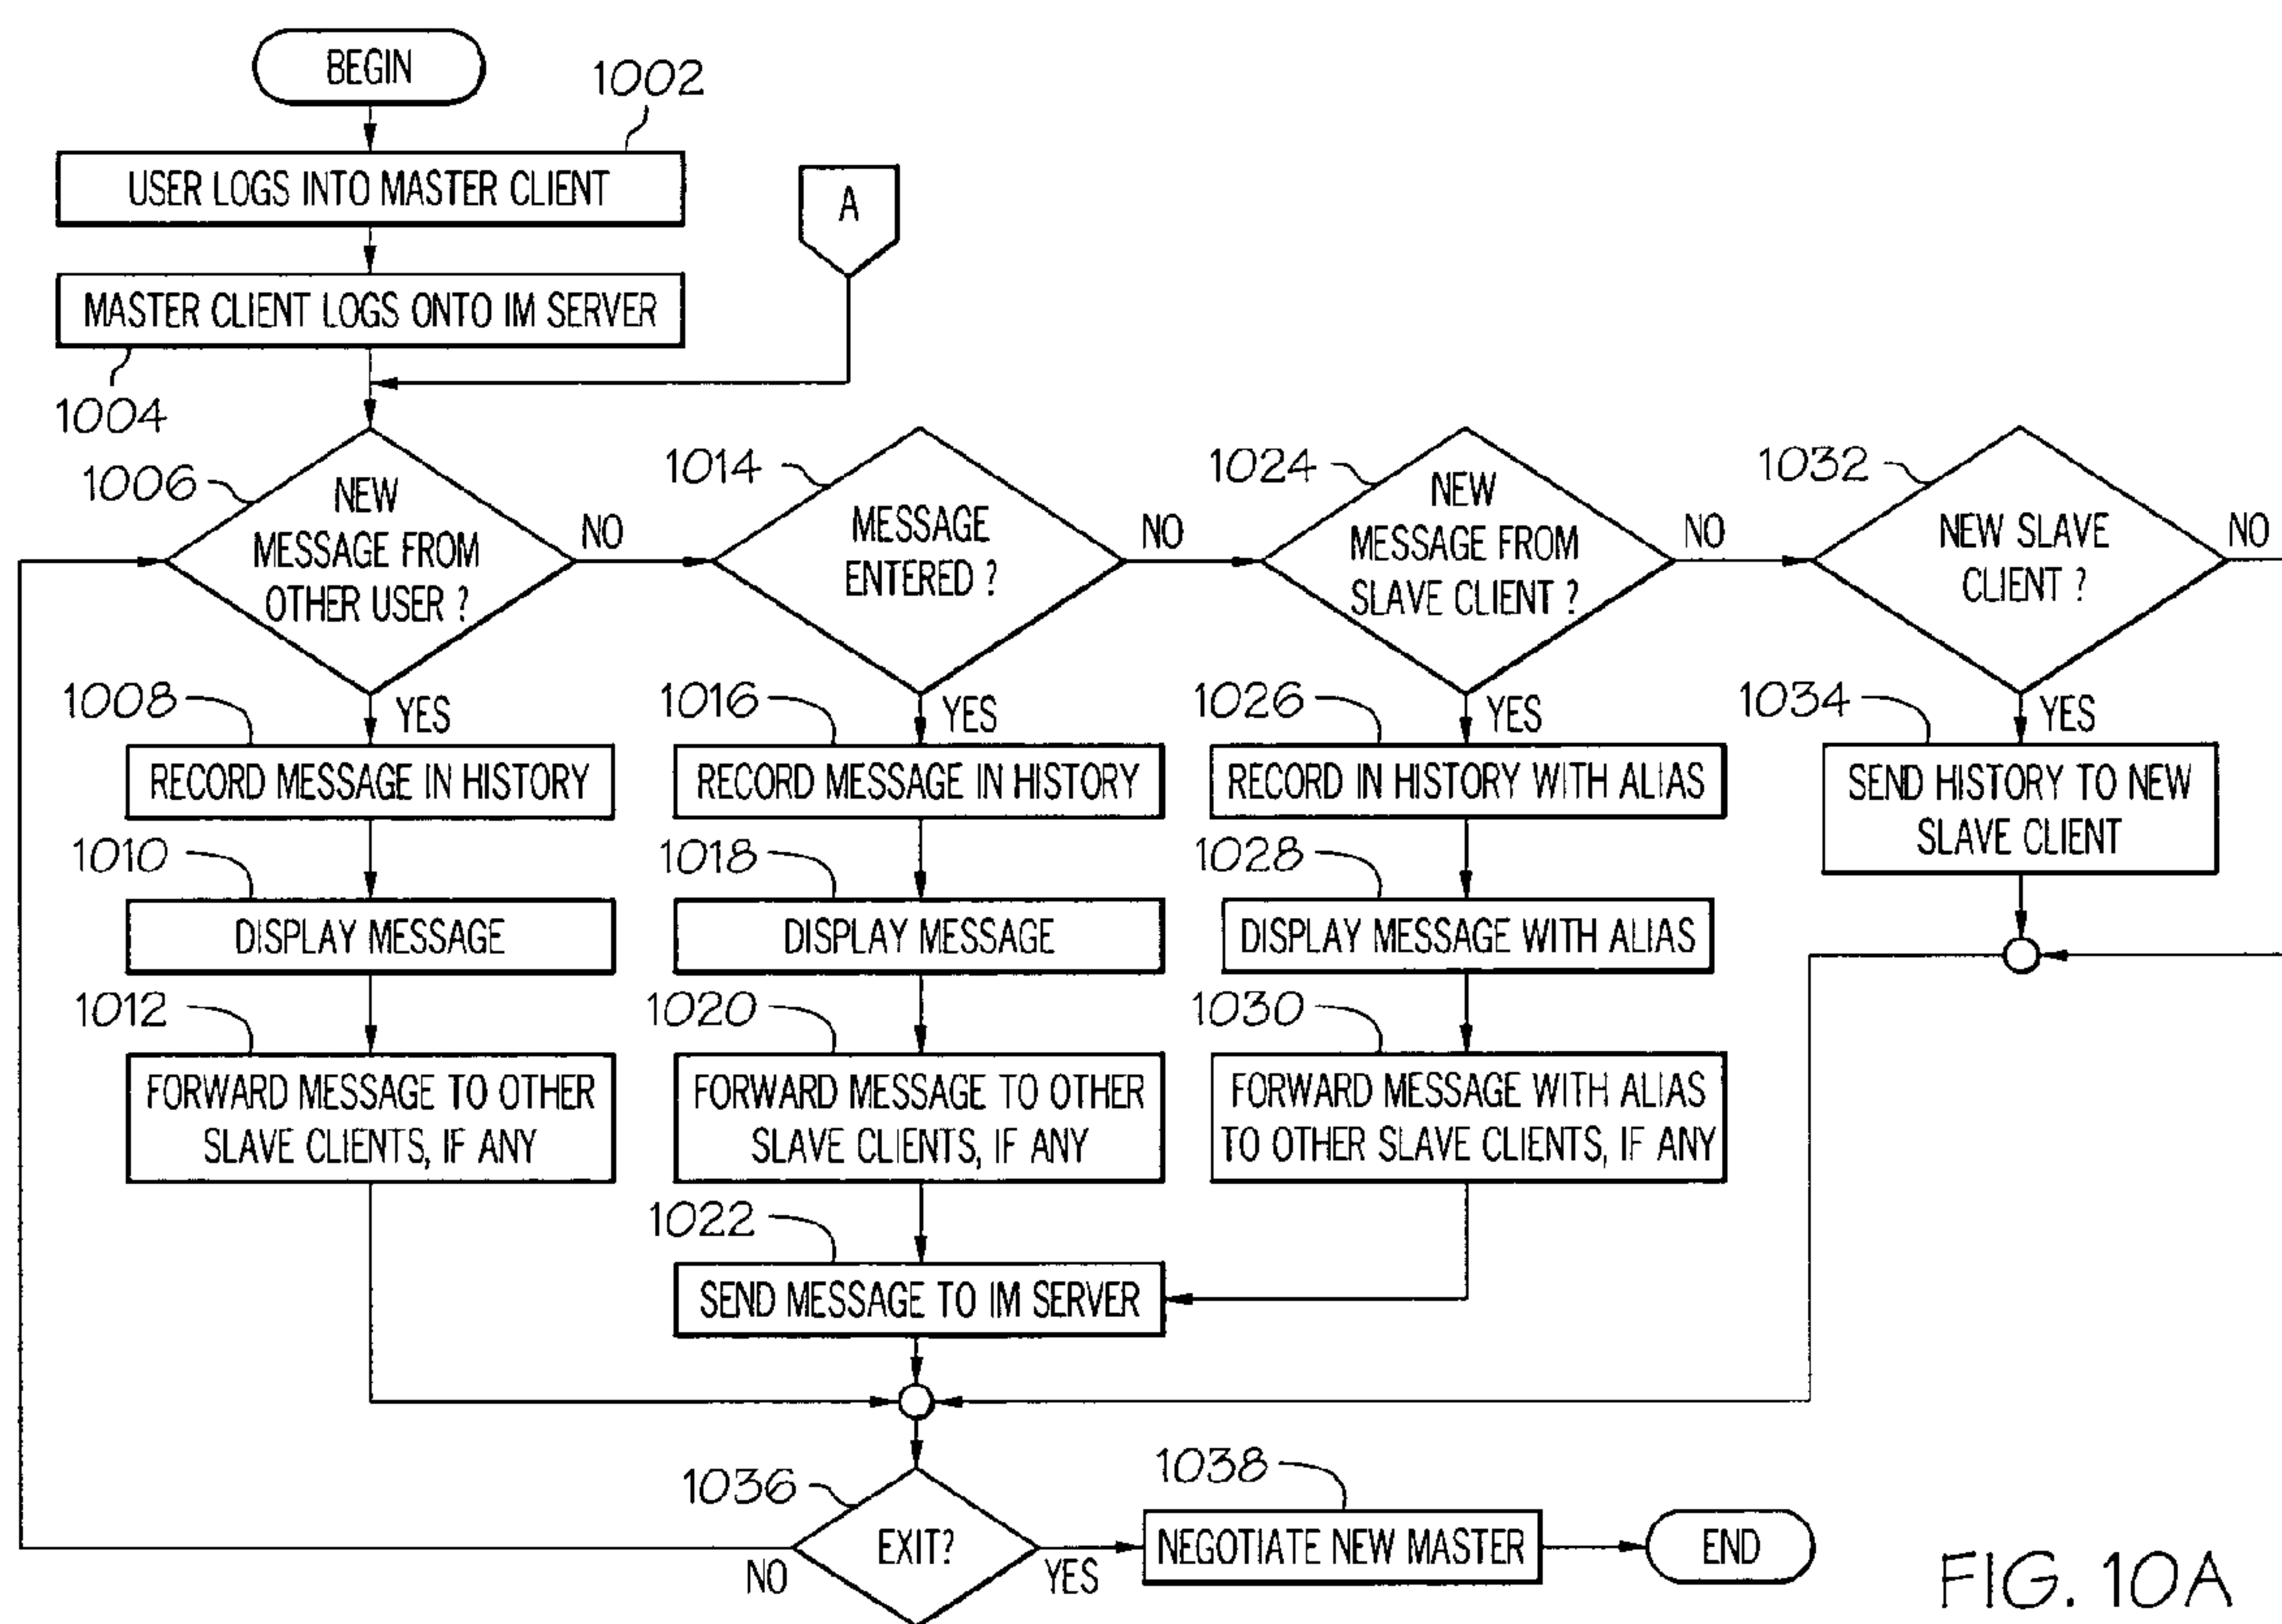 BEGIN
1002
USER LOGS INTO MASTER CLIENT
A
MASTER CLIENT LOGS ONTO IM SERVER
1004
1006
NEW
MESSAGE FROM
OTHER USER ?
NO
YES
1014
MESSAGE
ENTERED ?
NO
YES
1024
NEW
MESSAGE FROM
SLAVE CLIENT ?
NO
YES
1032
NEW SLAVE
CLIENT ?
NO
YES
1008
RECORD MESSAGE IN HISTORY
1010
DISPLAY MESSAGE
1012
FORWARD MESSAGE TO OTHER
SLAVE CLIENTS, IF ANY
1016
RECORD MESSAGE IN HISTORY
1018
DISPLAY MESSAGE
1020
FORWARD MESSAGE TO OTHER
SLAVE CLIENTS, IF ANY
1022
SEND MESSAGE TO IM SERVER
1026
RECORD IN HISTORY WITH ALIAS
1028
DISPLAY MESSAGE WITH ALIAS
1030
FORWARD MESSAGE WITH ALIAS
TO OTHER SLAVE CLIENTS, IF ANY
1034
SEND HISTORY TO NEW
SLAVE CLIENT
1036
EXIT?
NO
YES
1038
NEGOTIATE NEW MASTER
END
FIG. 10A